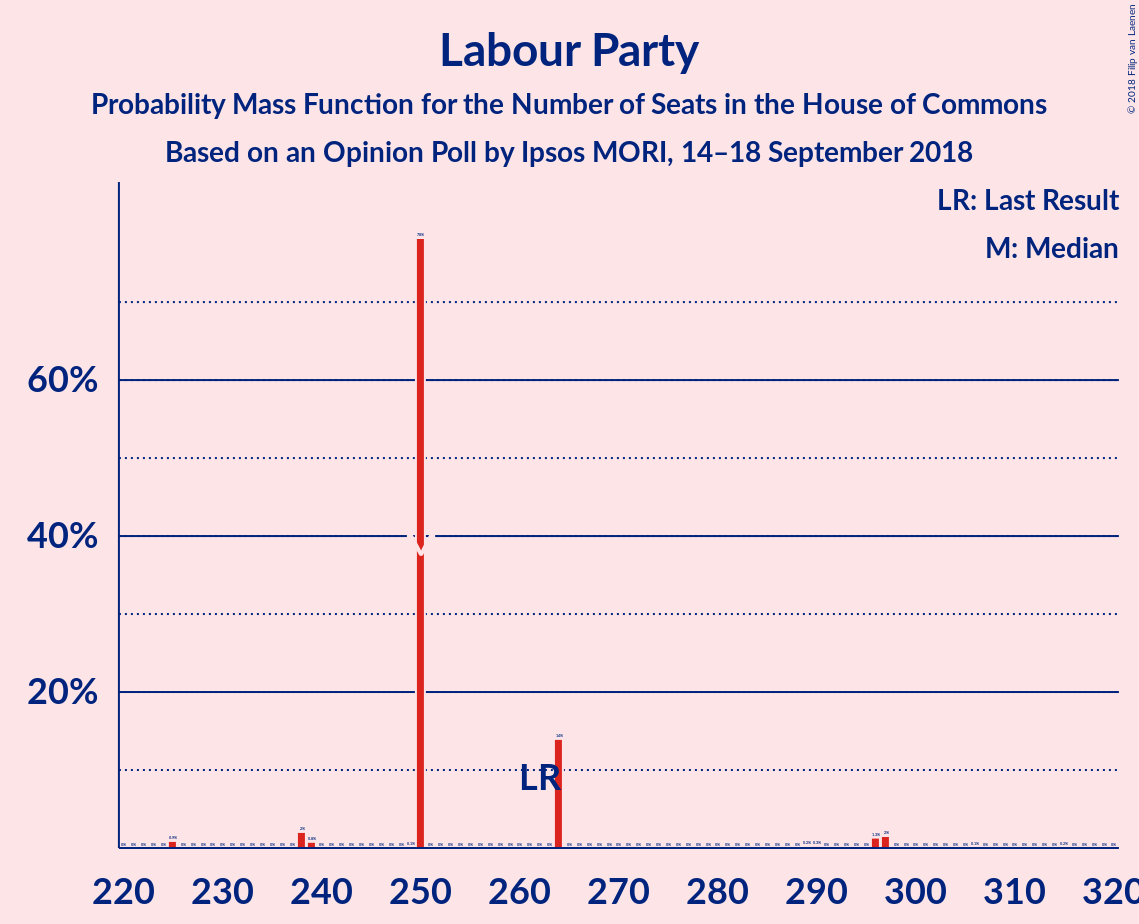 Labour Party
Probability Mass Function for the Number of Seats in the House of Commons
Based on an Opinion Poll by Ipsos MORI, 14–18 September 2018
© 2018 Filip van Laenen
LR: Last Result
M: Median
60%
40%
20%
M
LR
78%
14%
220 230 240 250 260 270 280 290 300 310 320